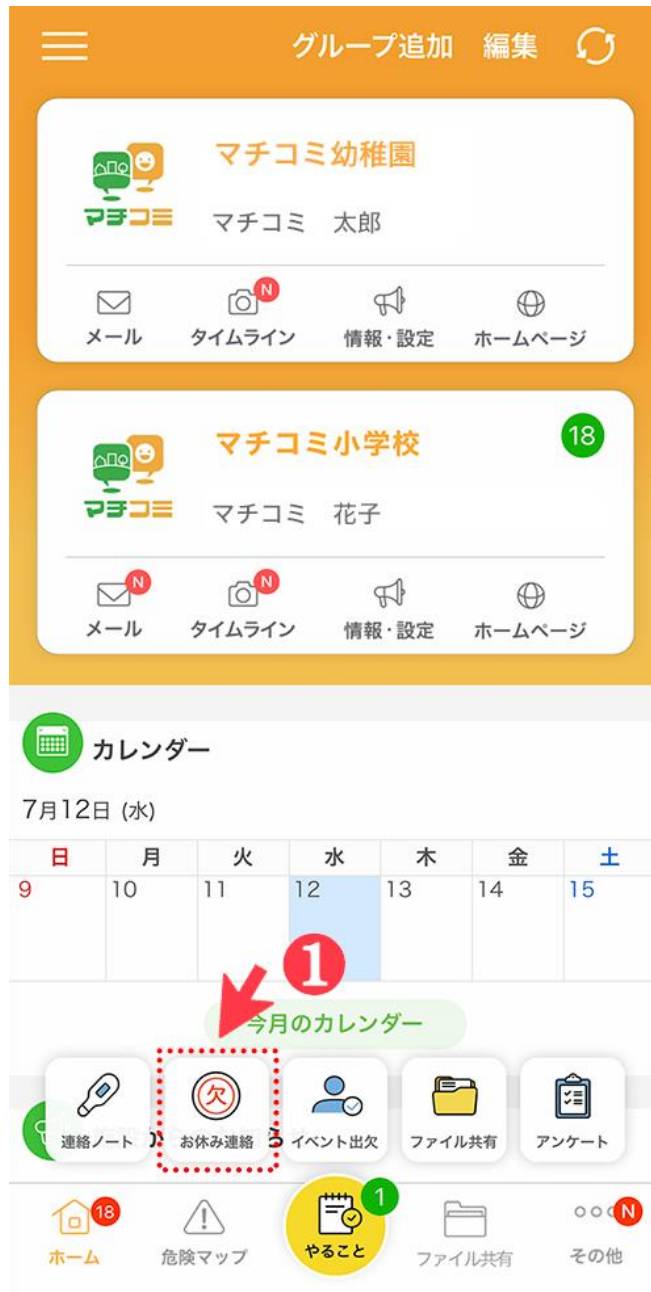 グループ追加 編集
マチコミ幼稚園
マチコミ
マチコミ 太郎
N
メール タイムライン 情報・設定 ホームページ
マチコミ小学校 18
マチコミ
マチコミ 花子
N N
メール タイムライン 情報・設定 ホームページ
カレンダー
7月12日 (水)
日 月 火 水 木 金 土
9 10 11 12 13 14 15
1
今月のカレンダー
欠
連絡ノート お休み連絡 イベント出欠 ファイル共有 アンケート
18 1 N
ホーム 危険マップ やること ファイル共有 その他